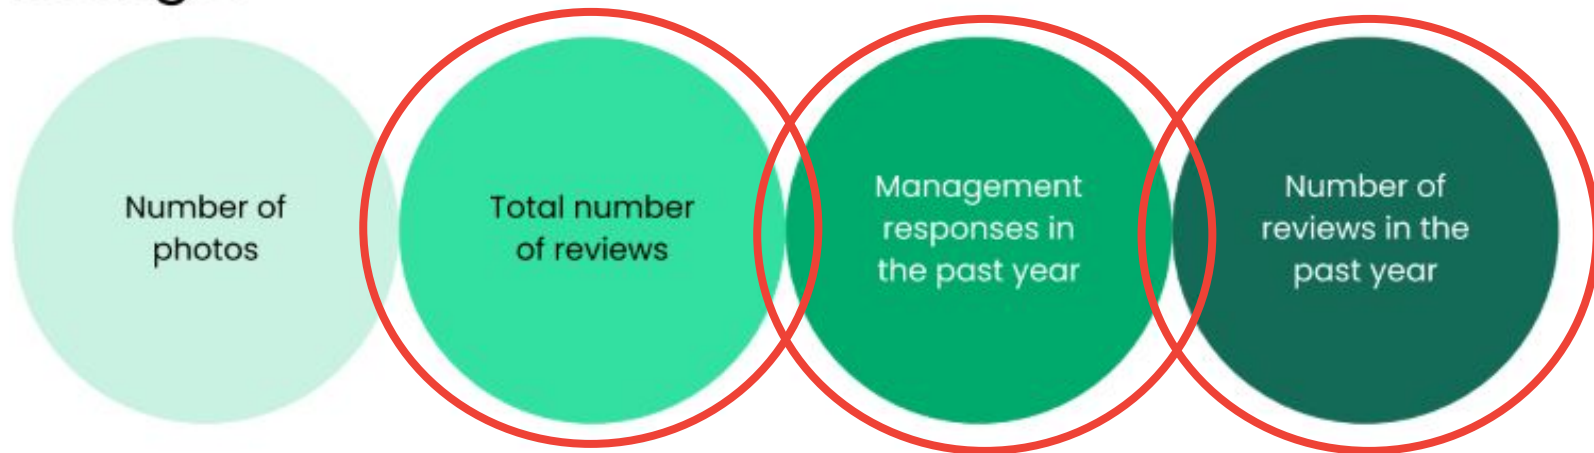 Number of
photos
Total number
of reviews
Management
responses in
the past year
Number of
reviews in the
past year